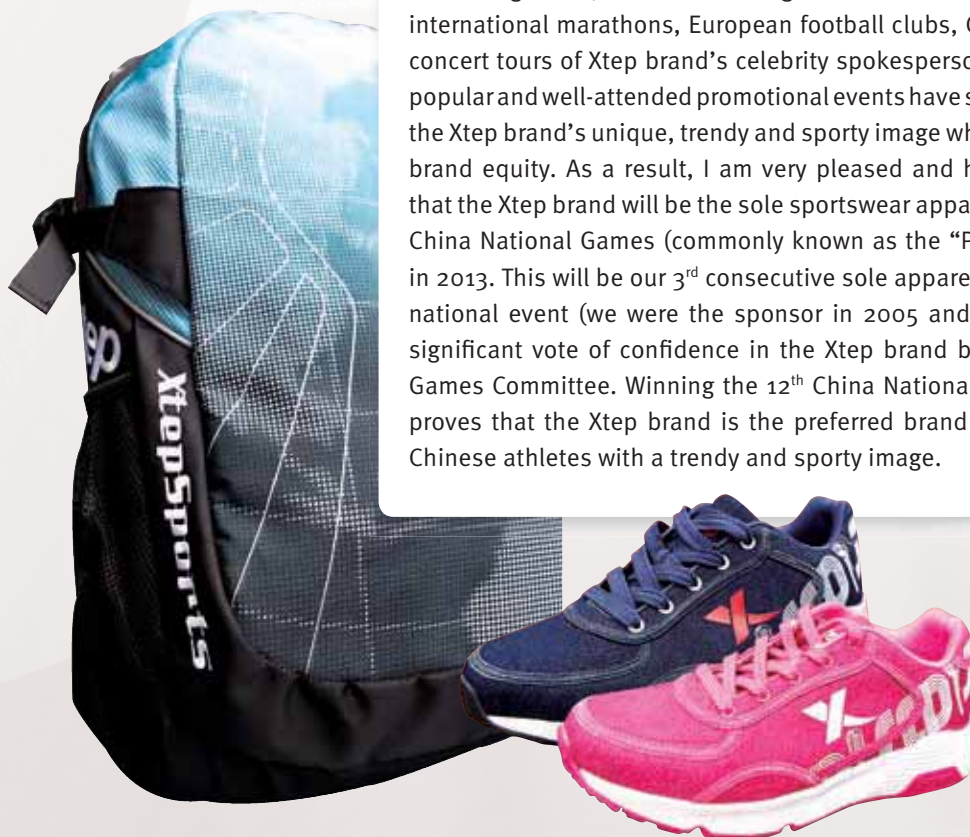 international marathons, European football clubs,
concert tours of Xtep brand’s celebrity
popular and well-attended promotional events have
the Xtep brand’s unique, trendy and sporty image
brand equity. As a result, I am very pleased and
that the Xtep brand will be the sole sportswear
China National Games (commonly known as the
in 2013. This will be our 3rd consecutive sole
national event (we were the sponsor in 2005 and
significant vote of confidence in the Xtep brand
Games Committee. Winning the 12th China National
proves that the Xtep brand is the preferred brand
Chinese athletes with a trendy and sporty image.
ep
XtepSports
X
X